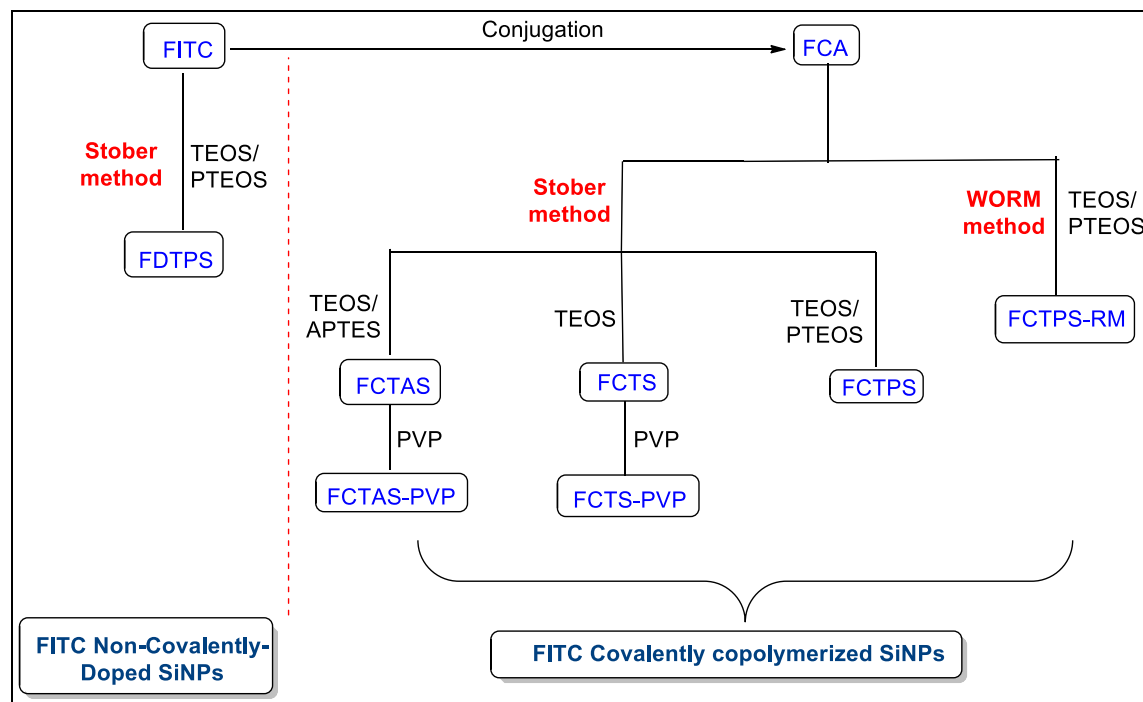 Conjugation
FITC
FCA
Stober
method
TEOS/
PTEOS
Stober
method
WORM
method
TEOS/
PTEOS
FDTPS
TEOS/
APTES
TEOS
TEOS/
PTEOS
FCTPS-RM
FCTAS
FCTS
FCTPS
PVP
PVP
FCTAS-PVP
FCTS-PVP
FITC Non-Covalently-
Doped SiNPs
FITC Covalently copolymerized SiNPs